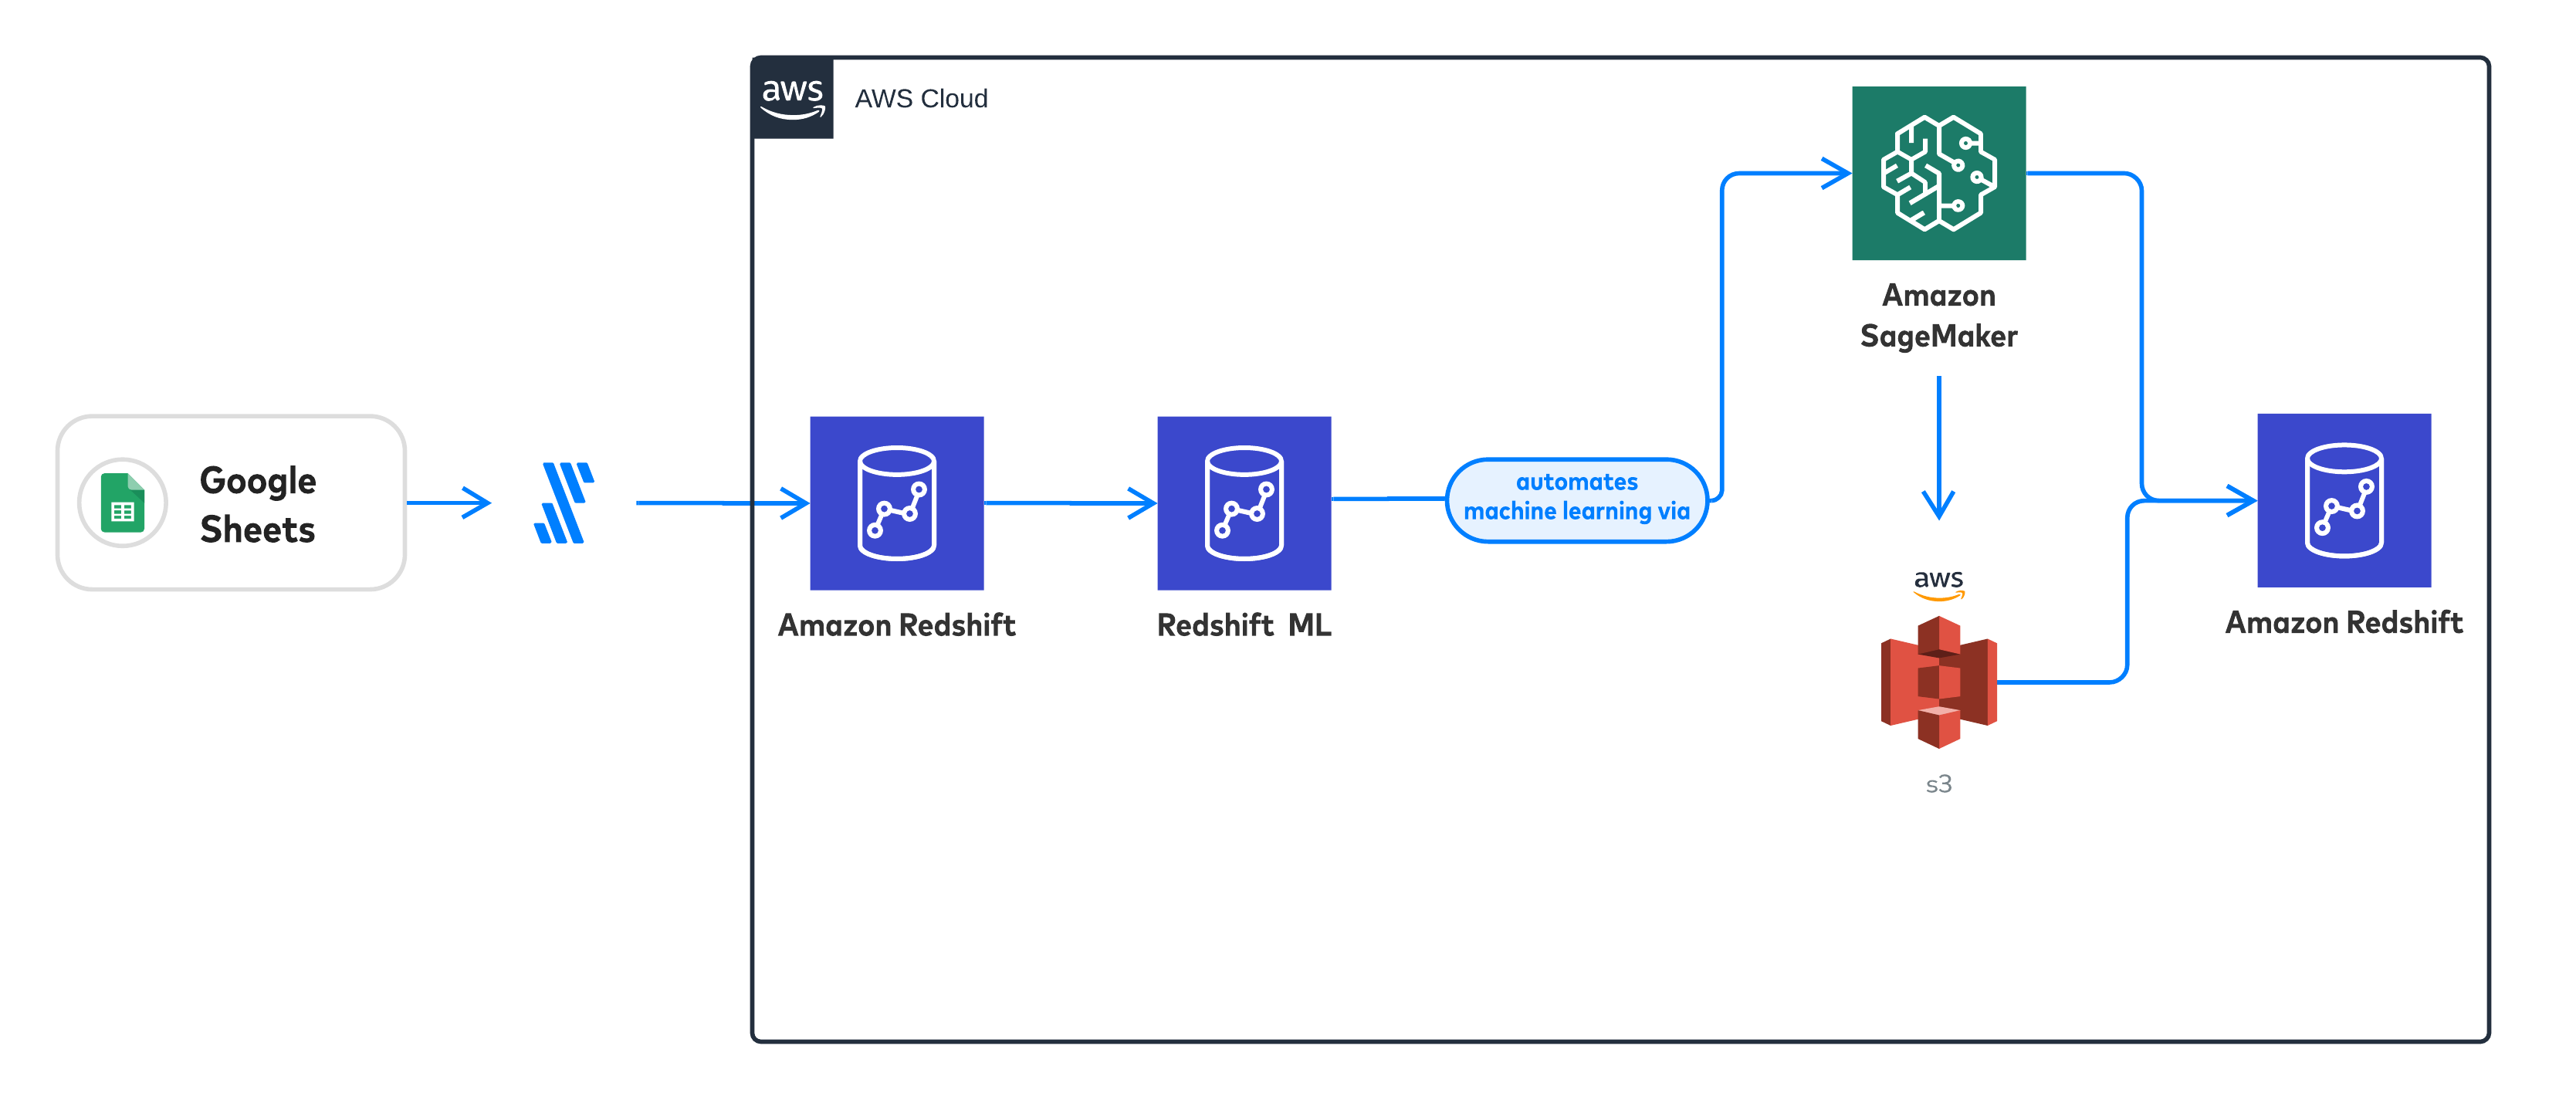 aws
AWS Cloud
Amazon
SageMaker
Google
Sheets
automates
machine learning via
aws
Amazon Redshift
Redshift ML
Amazon Redshift
s3